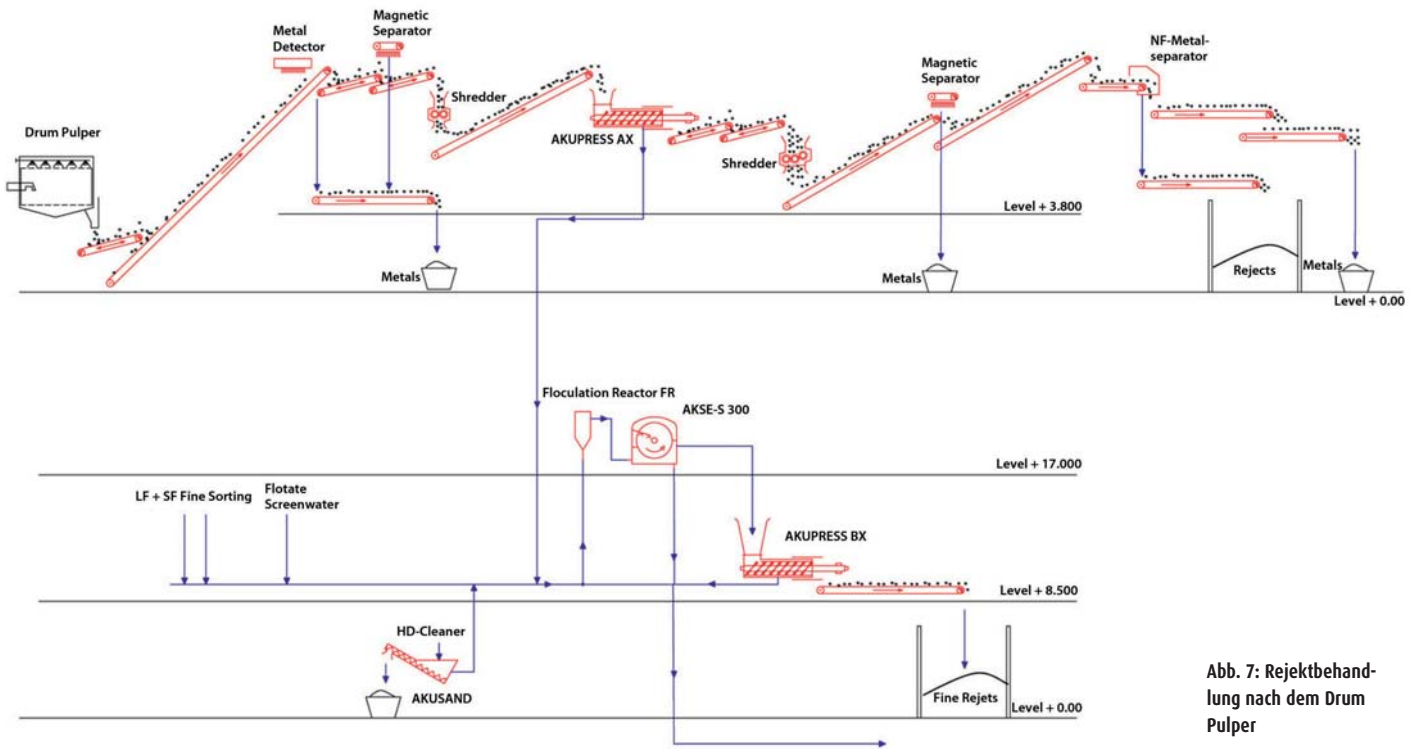 Magnetic
Separator
Metal
Detector
NF-Metal-
separator
Magnetic
Separator
Shredder
Drum Pulper
AKUPRESS AX
Shredder
Level + 3.800
Metals
Metals
Rejects
Metals
Level + 0.00
Floculation Reactor FR
AKSE-S 300
Level + 17.000
LF + SF Fine Sorting
Flotate
Screenwater
AKUPRESS BX
Level + 8.500
HD-Cleaner
AKUSAND
Fine Rejets
Level + 0.00
Abb. 7: Rejektbehand-
lung nach dem Drum
Pulper